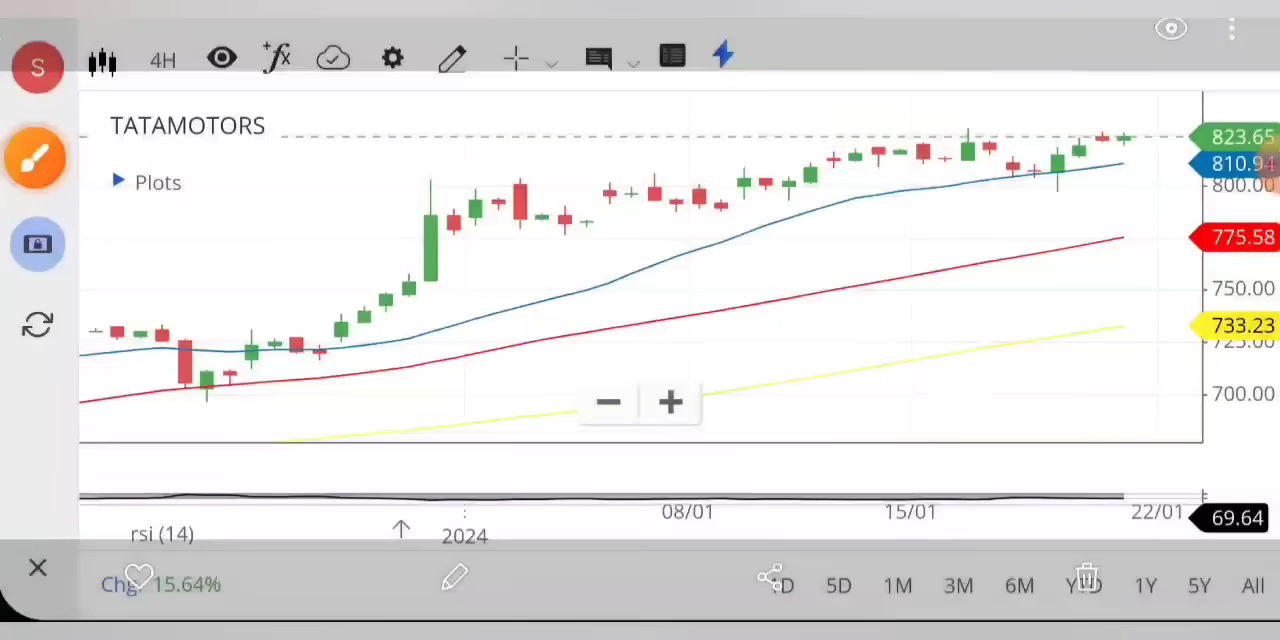 S
4H
TATAMOTORS
Plots
823.65
810.94
800.00
775.58
750.00
733.23
725.00
700.00
08/01
15/01
22/01
69.64
rsi (14)
2024
Chg: 15.64%
1D 5D 1M 3M 6M YTD 1Y 5Y All